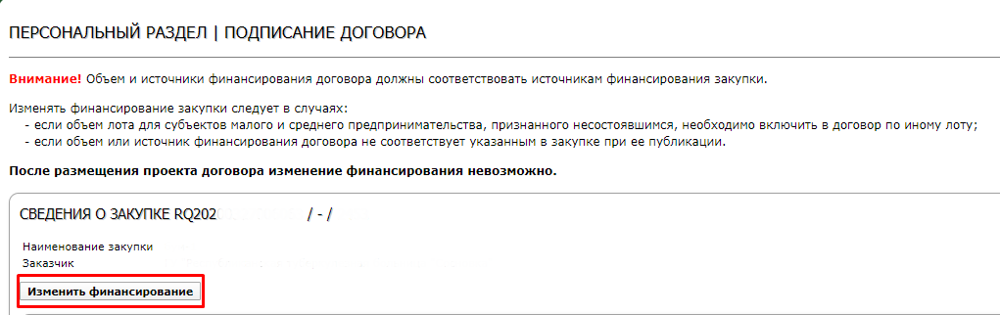 ПЕРСОНАЛЬНЫЙ РАЗДЕЛ | ПОДПИСАНИЕ ДОГОВОРА
Внимание! Объем и источники финансирования договора должны соответствовать источникам финансирования закупки.
Изменять финансирование закупки следует в случаях:
- если объем лота для субъектов малого и среднего предпринимательства, признанного несостоявшимся, необходимо включить в договор по иному лоту;
- если объем или источник финансирования договора не соответствует указанным в закупке при ее публикации.
После размещения проекта договора изменение финансирования невозможно.
СВЕДЕНИЯ О ЗАКУПКЕ RQ202 / - /
Наименование закупки
Заказчик
Изменить финансирование